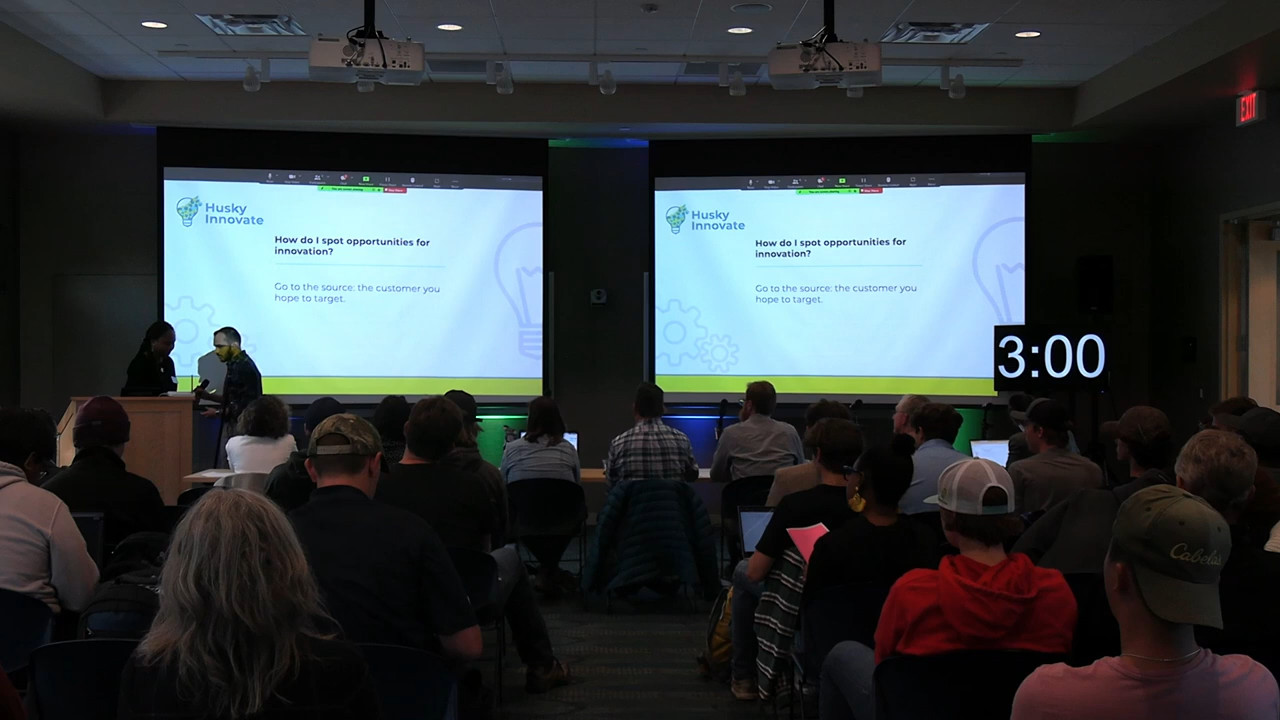 EXIT
Husky
Innovate
How do I spot opportunities for
innovation?
Go to the source: the customer you
hope to target.
Husky
Innovate
How do I spot opportunities for
innovation?
Go to the source: the customer you
hope to target.
3:00
Cabela's